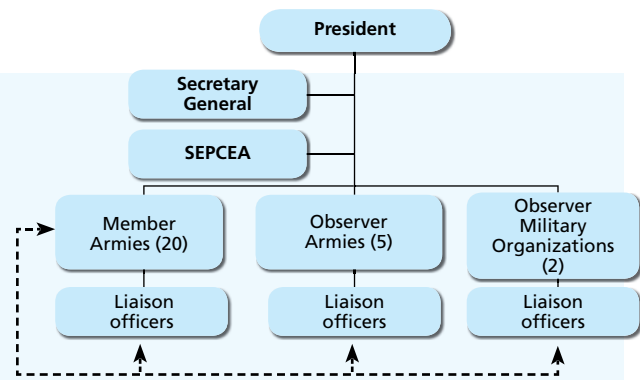 President
Secretary
General
SEPCEA
Member
Armies (20)
Observer
Armies (5)
Observer
Military
Organizations
(2)
Liaison
officers
Liaison
officers
Liaison
officers